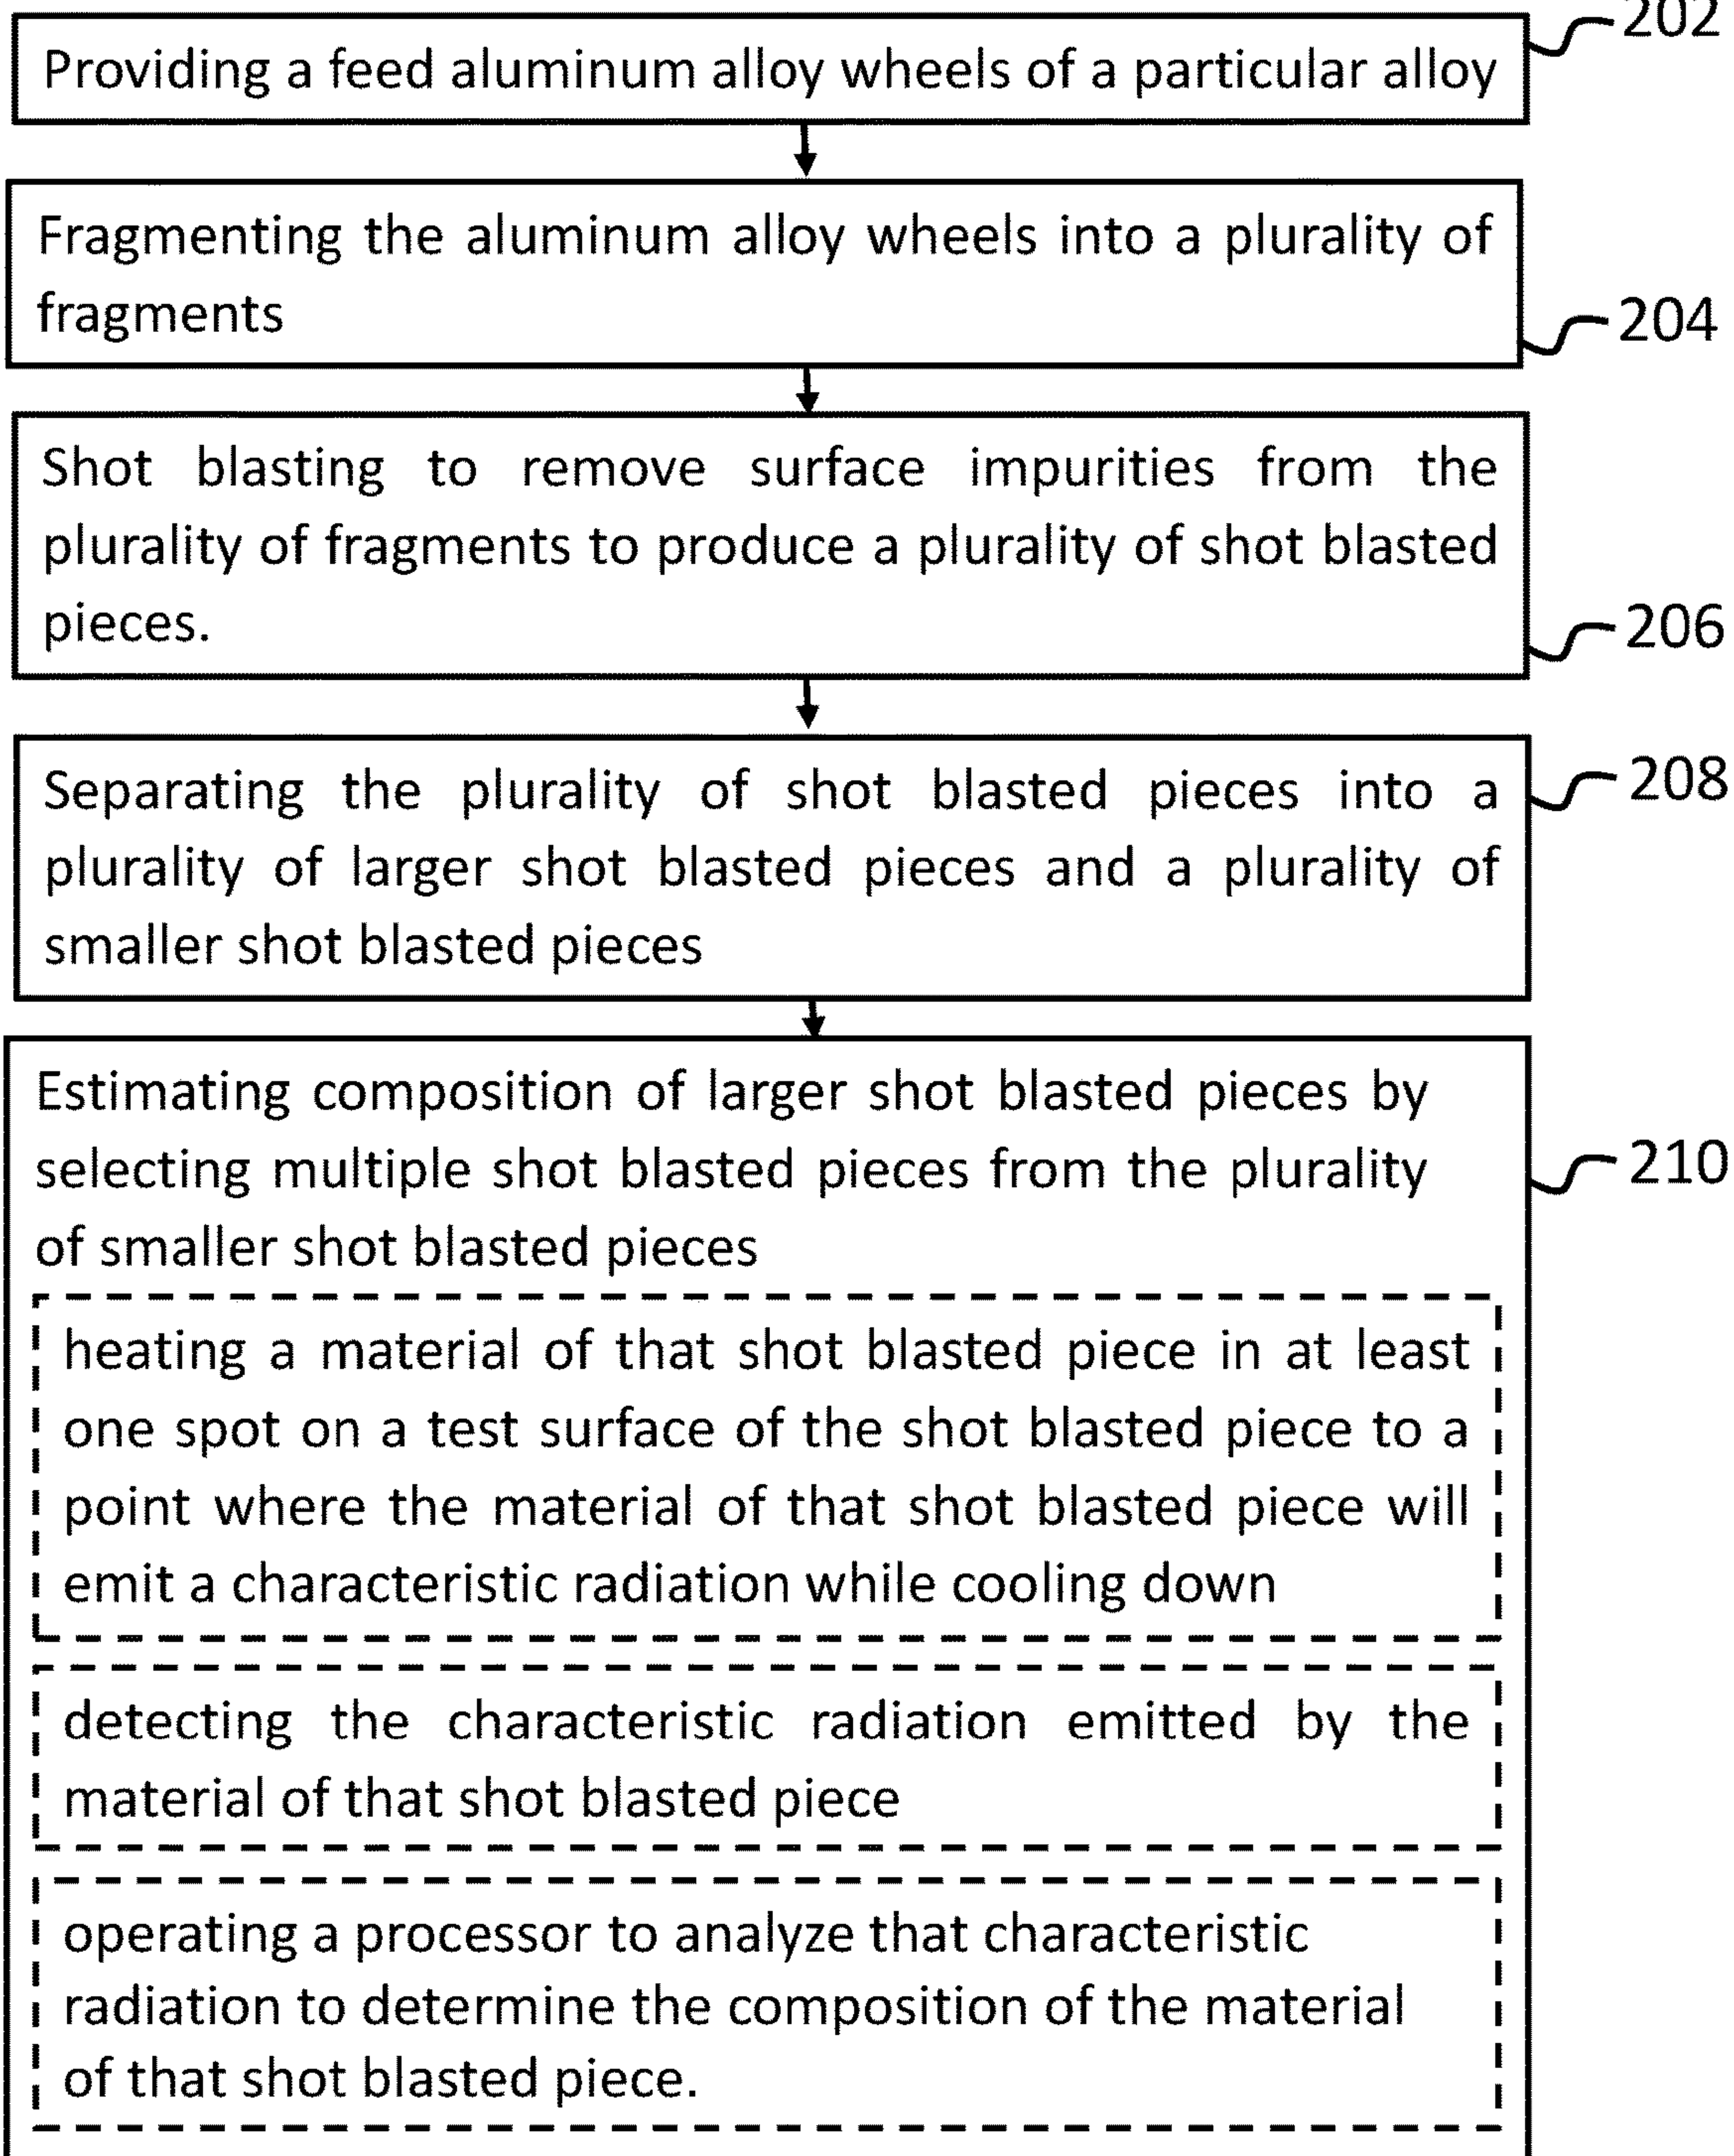 202
Providing a feed aluminum alloy wheels of a particular alloy
Fragmenting the aluminum alloy wheels into a plurality of
fragments
204
Shot blasting to remove surface impurities from the
plurality of fragments to produce a plurality of shot blasted
pieces.
206
Separating the plurality of shot blasted pieces into a
208
plurality of larger shot blasted pieces and a plurality of
smaller shot blasted pieces
Estimating composition of larger shot blasted pieces by
selecting multiple shot blasted pieces from the plurality
210
of smaller shot blasted pieces
heating a material of that shot blasted piece in at least
one spot on a test surface of the shot blasted piece to a
point where the material of that shot blasted piece will
emit a characteristic radiation while cooling down
detecting the characteristic radiation emitted by the
material of that shot blasted piece
operating a processor to analyze that characteristic
radiation to determine the composition of the material
of that shot blasted piece.